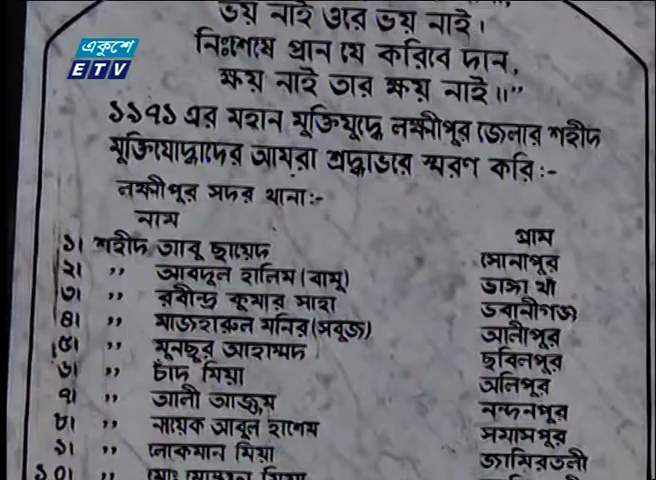 একুশে
ETV
ভয় নাই ওরে ভয় নাই।
নিঃশেষে প্রান যে করিবে দান,
ক্ষয় নাই তার ক্ষয় নাই॥”
১৯৭১ এর মহান মুক্তিযুদ্ধে লক্ষ্মীপুর জেলার শহীদ
মুক্তিযোদ্ধাদের আমরা শ্রদ্ধাভরে স্মরণ করি:-
লক্ষ্মীপুর সদর থানা:-
নাম গ্রাম
১। শহীদ আবু ছায়েদ সোনাপুর
২। ,, আবদুল হালিম (বাসু) ভাঙ্গা খাঁ
৩। ,, রবীন্দ্র কুমার সাহা ভবানীগঞ্জ
৪। ,, মাজহারুল মনির (সবুজ) আলীপুর
৫। ,, মুনছুর আহাম্মদ ছবিলপুর
৬। ,, চাঁদ মিয়া অলিপুর
৭। ,, আলী আজ্জম নন্দনপুর
৮। ,, নায়েক আবুল হাশেম সমাসপুর
৯। ,, লোকমান মিয়া জামিরতলী
১০। ,, মোঃ মিয়া